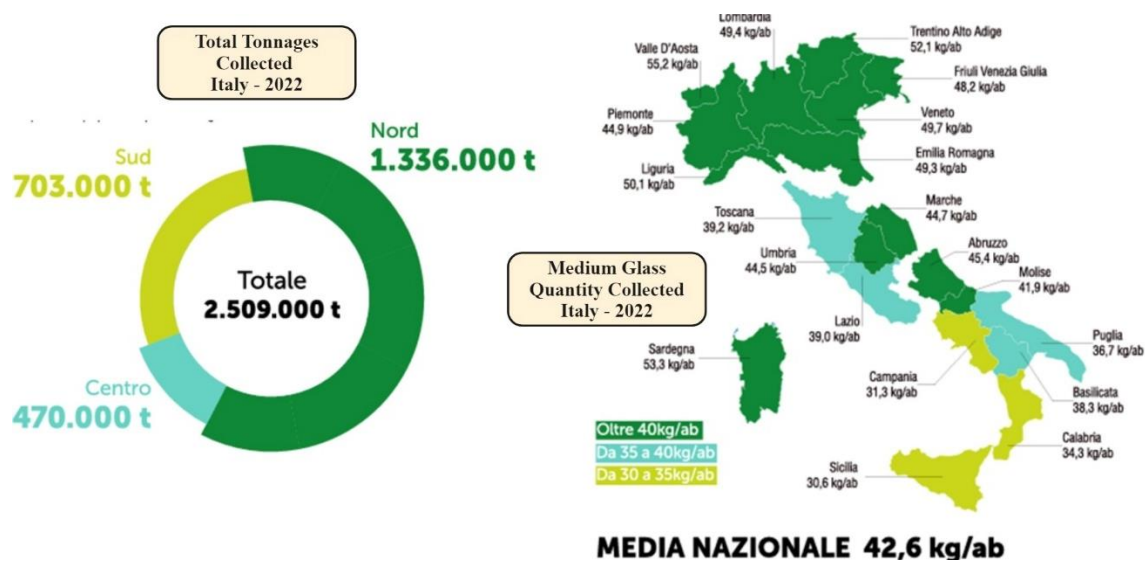 Total Tonnages
Collected
Italy - 2022
Nord
1.336.000 t
Sud
703.000 t
Totale
2.509.000 t
Centro
470.000 t
Lombardia
49,4 kg/ab
Trentino Alto Adige
52,1 kg/ab
Valle D'Aosta
55,2 kg/ab
Friuli Venezia Giulia
48,2 kg/ab
Piemonte
44,9 kg/ab
Veneto
49,7 kg/ab
Emilia Romagna
49,3 kg/ab
Liguria
50,1 kg/ab
Marche
44,7 kg/ab
Toscana
39,2 kg/ab
Abruzzo
45,4 kg/ab
Umbria
44,5 kg/ab
Molise
41,9 kg/ab
Medium Glass
Quantity Collected
Italy - 2022
Lazio
39,0 kg/ab
Puglia
36,7 kg/ab
Sardegna
53,3 kg/ab
Campania
31,3 kg/ab
Basilicata
38,3 kg/ab
Calabria
34,3 kg/ab
Sicilia
30,6 kg/ab
Oltre 40kg/ab
Da 35 a 40kg/ab
Da 30 a 35kg/ab
MEDIA NAZIONALE 42,6 kg/ab